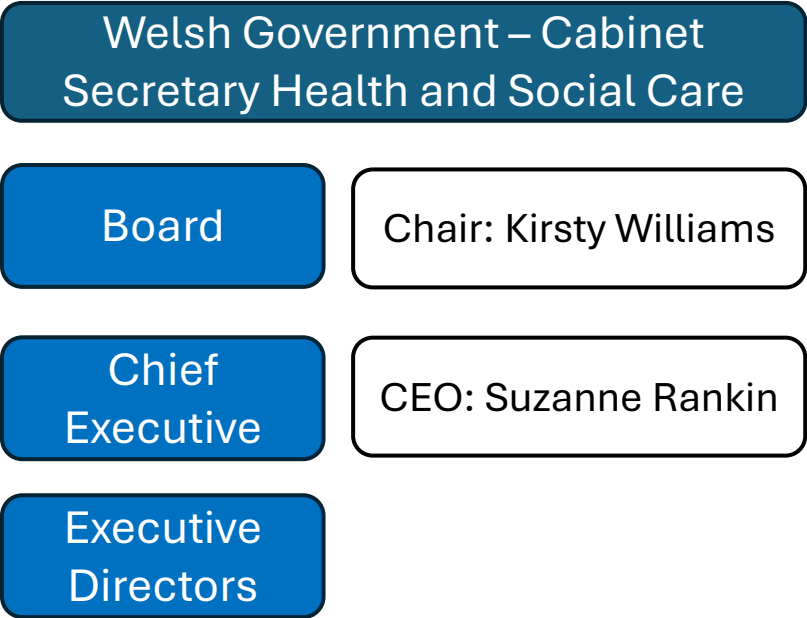 Welsh Government – Cabinet
Secretary Health and Social Care
Board
Chair: Kirsty Williams
Chief
Executive
CEO: Suzanne Rankin
Executive
Directors